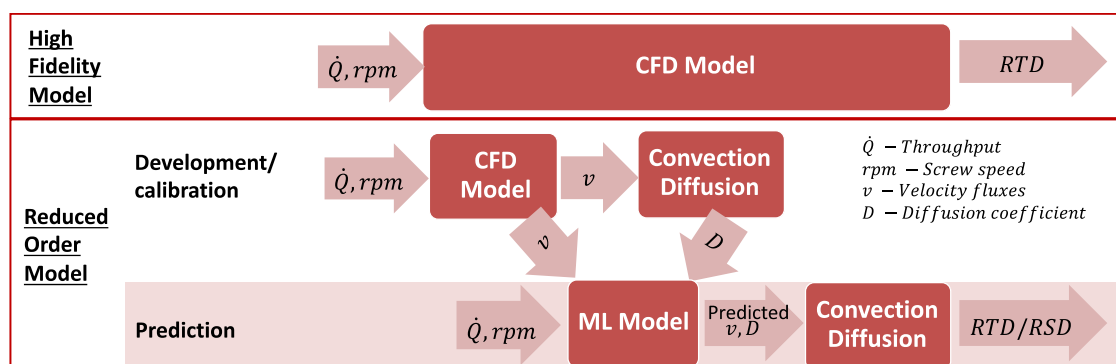 High
Fidelity
Model
Q̇, rpm
CFD Model
RTD
Reduced
Order
Model
Development/
calibration
Q̇, rpm
CFD
Model
v
Convection
Diffusion
Q̇ – Throughput
rpm – Screw speed
v – Velocity fluxes
D – Diffusion coefficient
v
D
Prediction
Q̇, rpm
ML Model
Predicted
v, D
Convection
Diffusion
RTD/RSD